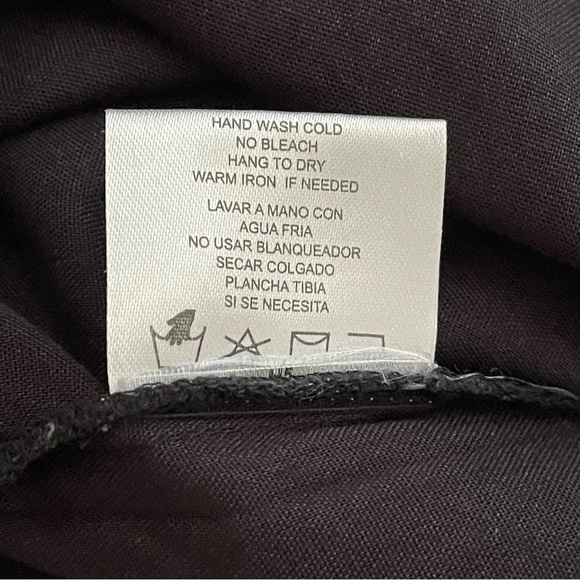 HAND WASH COLD
NO BLEACH
HANG TO DRY
WARM IRON IF NEEDED
LAVAR A MANO CON
AGUA FRIA
NO USAR BLANQUEADOR
SECAR COLGADO
PLANCHA TIBIA
SI SE NECESITA